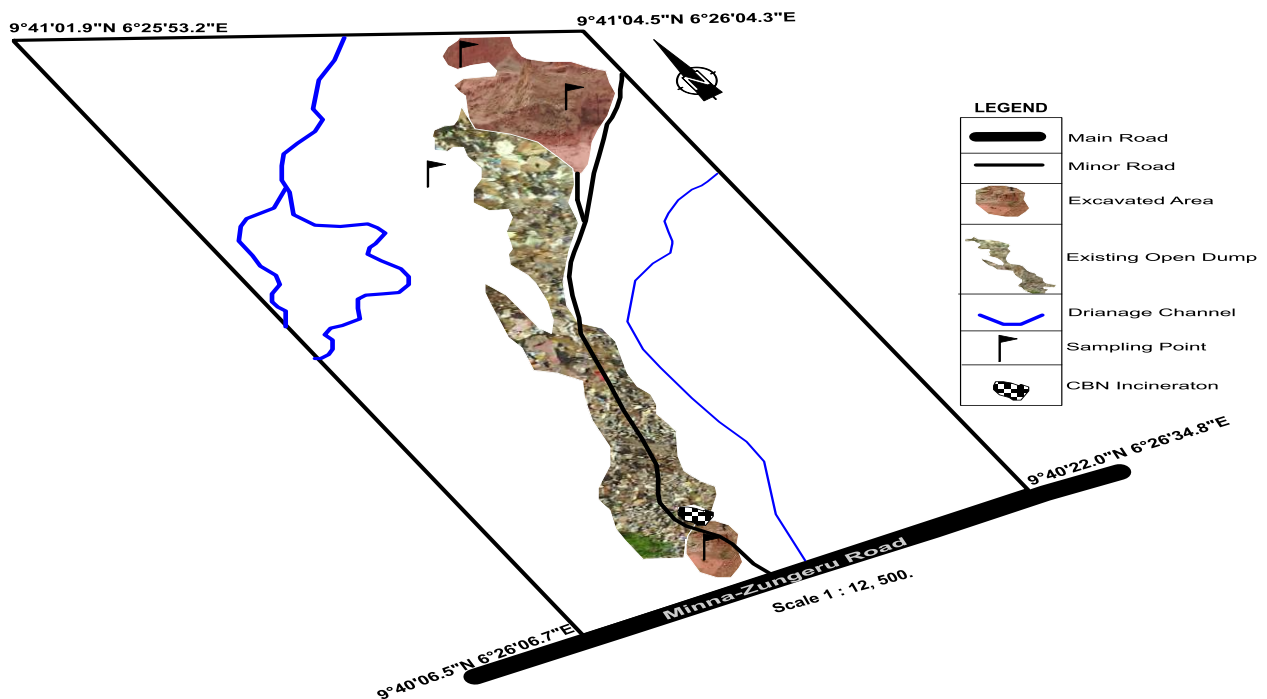 9°41'01.9"N 6°25'53.2"E
9°41'04.5"N 6°26'04.3"E
N
LEGEND
Main Road
Minor Road
Excavated Area
Existing Open Dump
Drianage Channel
Sampling Point
CBN Incineraton
9°40'22.0"N 6°26'34.8"E
Minna-Zungeru Road
Scale 1 : 12, 500.
9°40'06.5"N 6°26'06.7"E